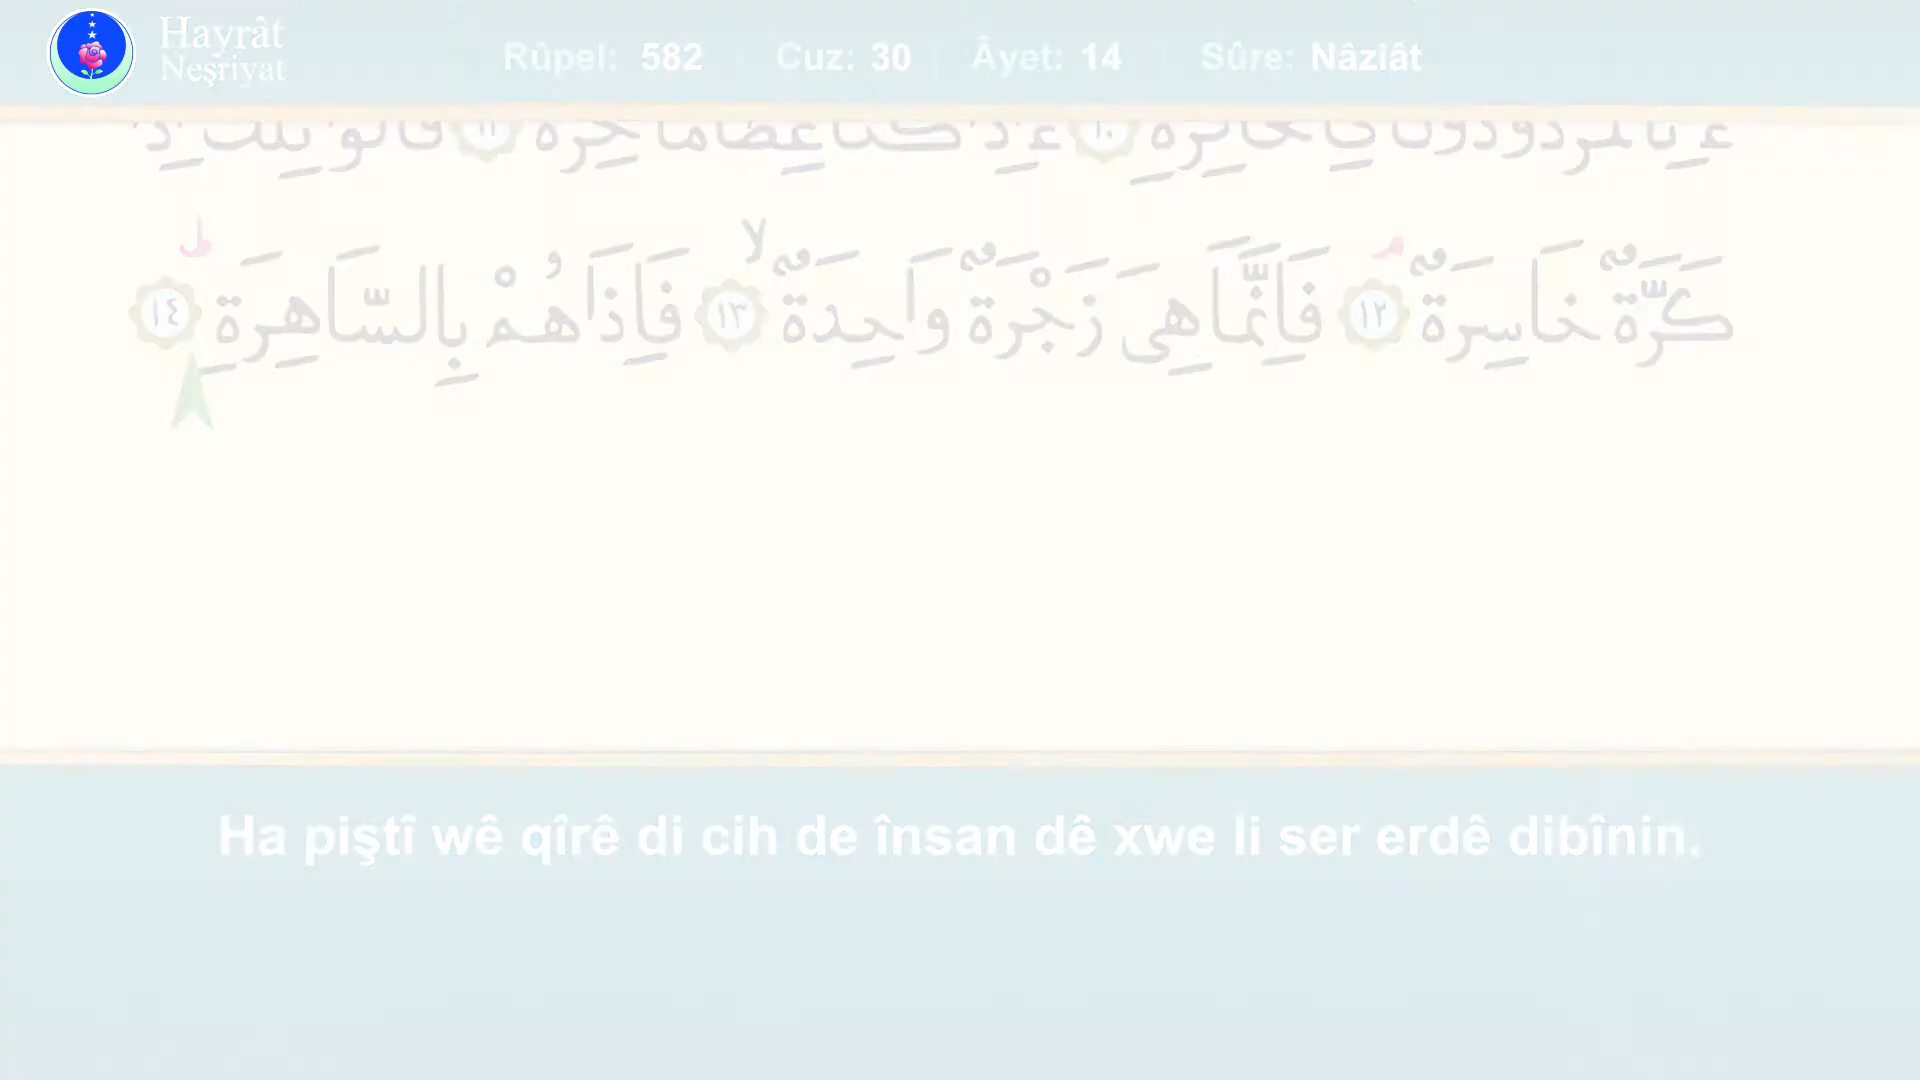 Hayrât
Neşriyat
Rûpel: 582 | Cuz: 30 | Âyet: 14 | Sûre: Nâziât
كَرَّةٌ خَاسِرَةٌ ﴿١٢﴾ فَاِنَّمَا هِىَ زَجْرَةٌ وَاحِدَةٌ ﴿١٣﴾ فَاِذَا هُمْ بِالسَّاهِرَةِ ﴿١٤﴾
Ha piştî wê qîrê di cih de însan dê xwe li ser erdê dibînin.